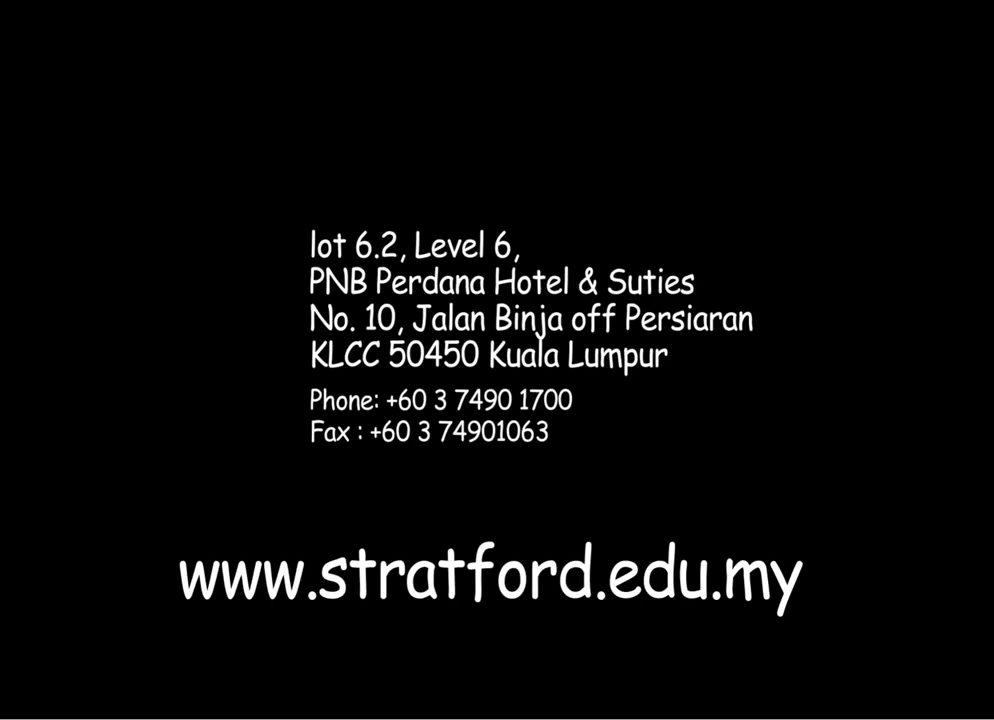 lot 6.2, Level 6,
PNB Perdana Hotel & Suties
No. 10, Jalan Binja off Persiaran
KLCC 50450 Kuala Lumpur
Phone: +60 3 7490 1700
Fax : +60 3 74901063
www.stratford.edu.my